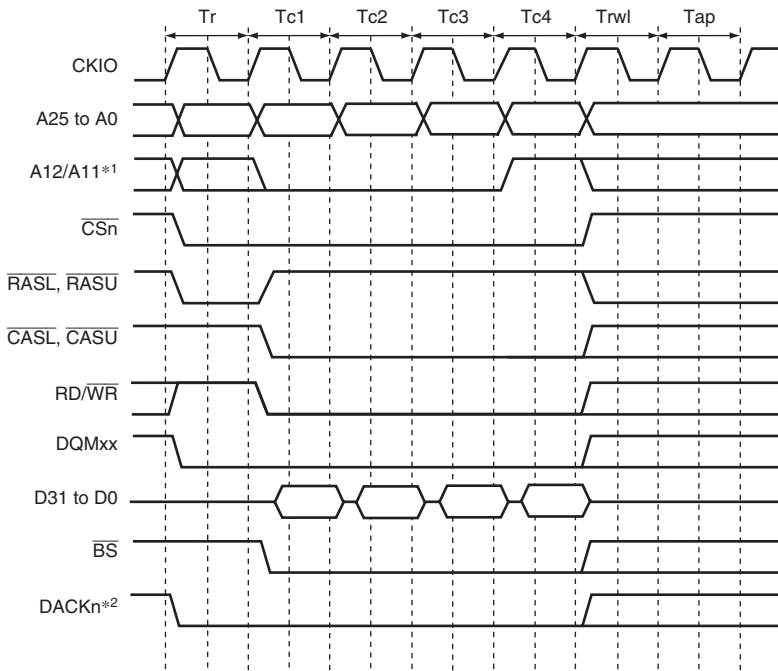 Tr Tc1 Tc2 Tc3 Tc4 Trwl Tap
CKIO
A25 to A0
A12/A11*1
CSn
RASL, RASU
CASL, CASU
RD/WR
DQMxx
D31 to D0
BS
DACKn*2